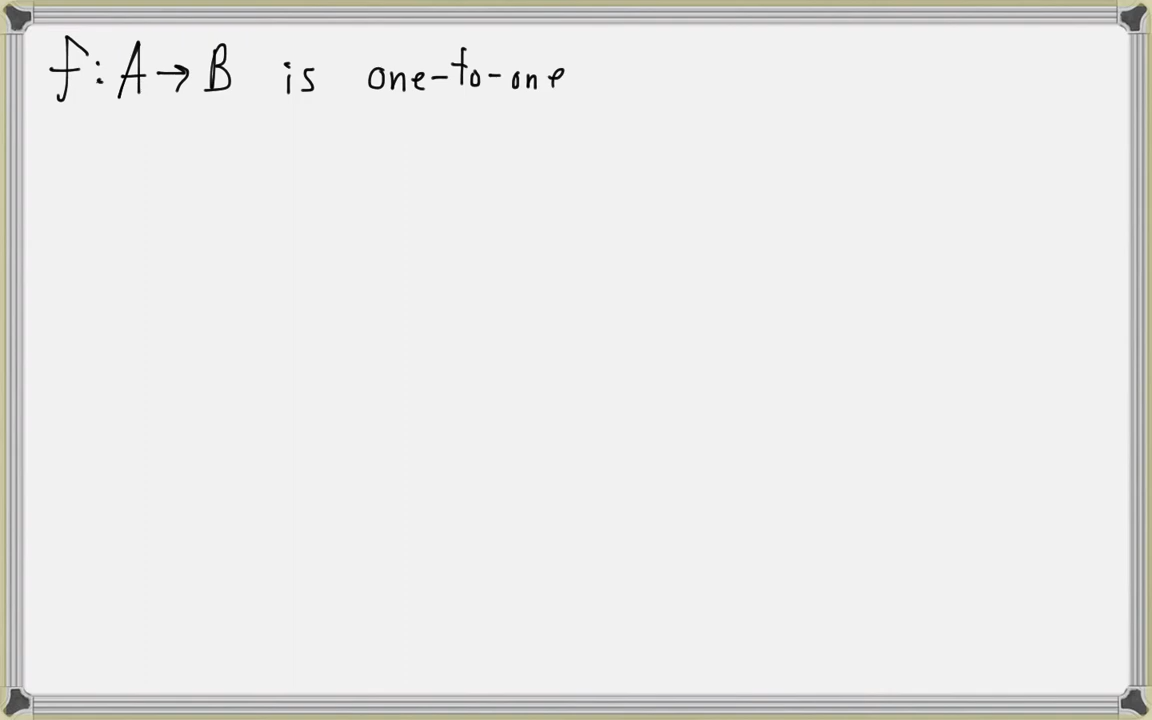 f: A → B is one-to-one